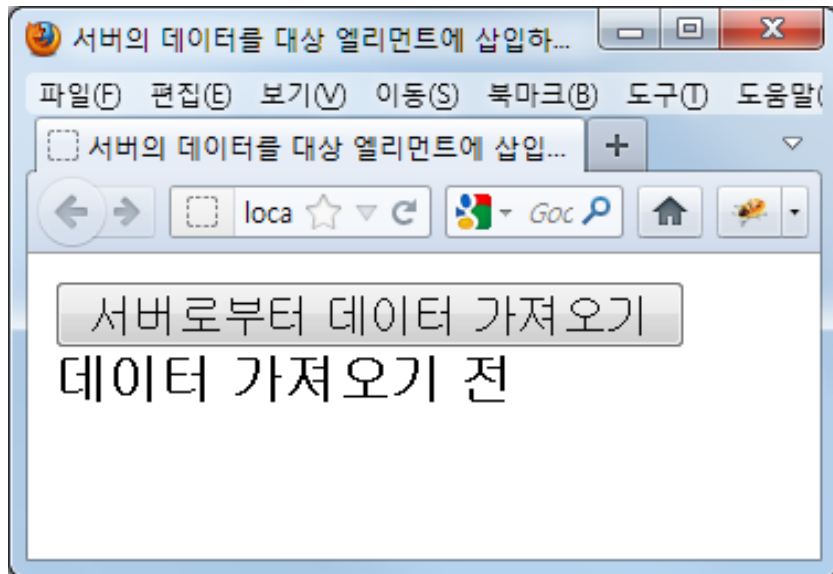 서버의 데이터를 대상 엘리먼트에 삽입하...
파일(F) 편집(E) 보기(V) 이동(S) 북마크(B) 도구(T) 도움말(
서버의 데이터를 대상 엘리먼트에 삽입... +
loca Goc
서버로부터 데이터 가져오기
데이터 가져오기 전